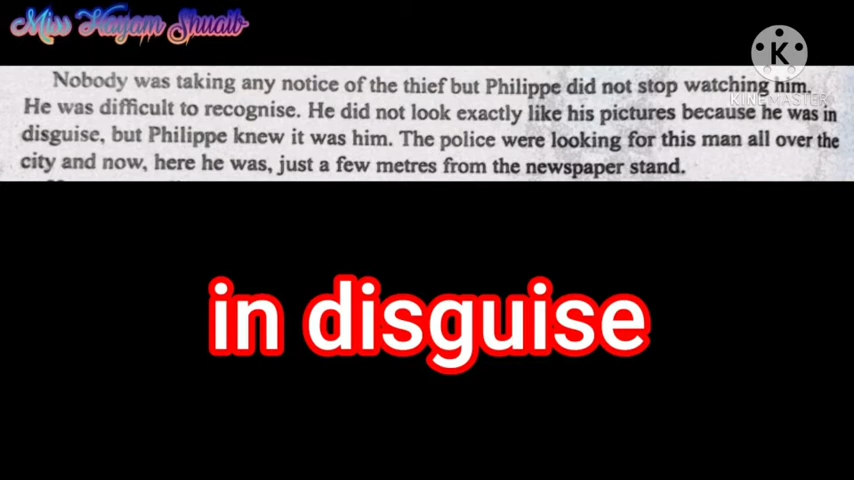 Miss Hayam Shuaib
K
KINEMASTER
Nobody was taking any notice of the thief but Philippe did not stop watching him.
He was difficult to recognise. He did not look exactly like his pictures because he was in
disguise, but Philippe knew it was him. The police were looking for this man all over the
city and now, here he was, just a few metres from the newspaper stand.
in disguise